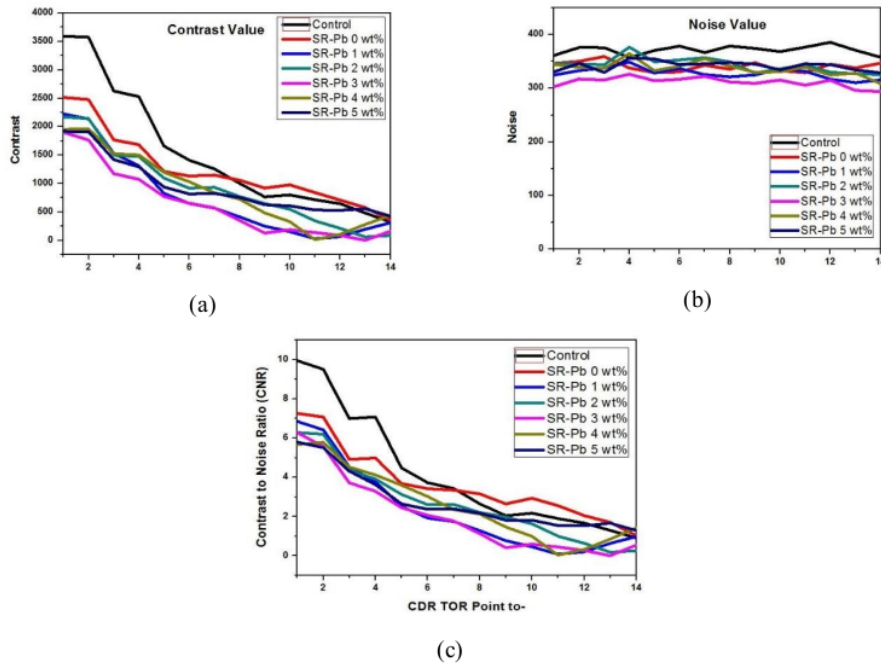 Contrast Value
Control
SR-Pb 0 wt%
SR-Pb 1 wt%
SR-Pb 2 wt%
SR-Pb 3 wt%
SR-Pb 4 wt%
SR-Pb 5 wt%
4000
3500
3000
2500
2000
1500
1000
500
0
Contrast
2 4 6 8 10 12 14
(a)
Noise Value
400
300
200
100
0
Noise
Control
SR-Pb 0 wt%
SR-Pb 1 wt%
SR-Pb 2 wt%
SR-Pb 3 wt%
SR-Pb 4 wt%
SR-Pb 5 wt%
2 4 6 8 10 12 14
(b)
Control
SR-Pb 0 wt%
SR-Pb 1 wt%
SR-Pb 2 wt%
SR-Pb 3 wt%
SR-Pb 4 wt%
SR-Pb 5 wt%
10
8
6
4
2
0
Contrast to Noise Ratio (CNR)
2 4 6 8 10 12 14
CDR TOR Point to-
(c)